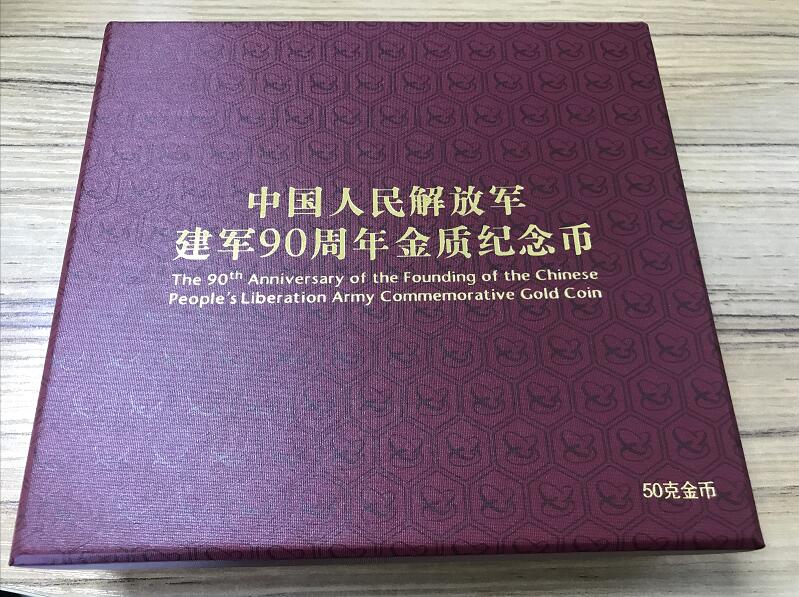 中国人民解放军
建军90周年金质纪念币
The 90th Anniversary of the Founding of the Chinese
People's Liberation Army Commemorative Gold Coin
50克金币